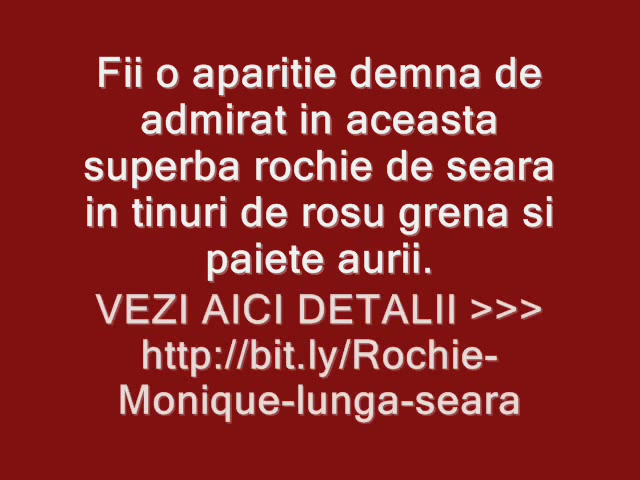 Fii o aparitie demna de
admirat in aceasta
superba rochie de seara
in tinuri de rosu grena si
paiete aurii.
VEZI AICI DETALII >>>
http://bit.ly/Rochie-
Monique-lunga-seara